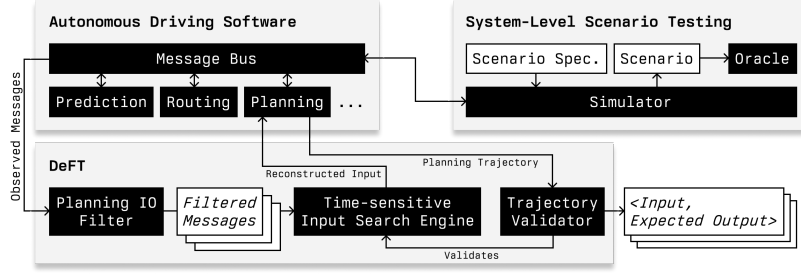 Autonomous Driving Software
Message Bus
Prediction
Routing
Planning
...
System-Level Scenario Testing
Scenario Spec.
Scenario
Oracle
Simulator
Observed Messages
DeFT
Reconstructed Input
Planning Trajectory
Planning IO
Filter
Filtered
Messages
Time-sensitive
Input Search Engine
Trajectory
Validator
<Input,
Expected Output>
Validates